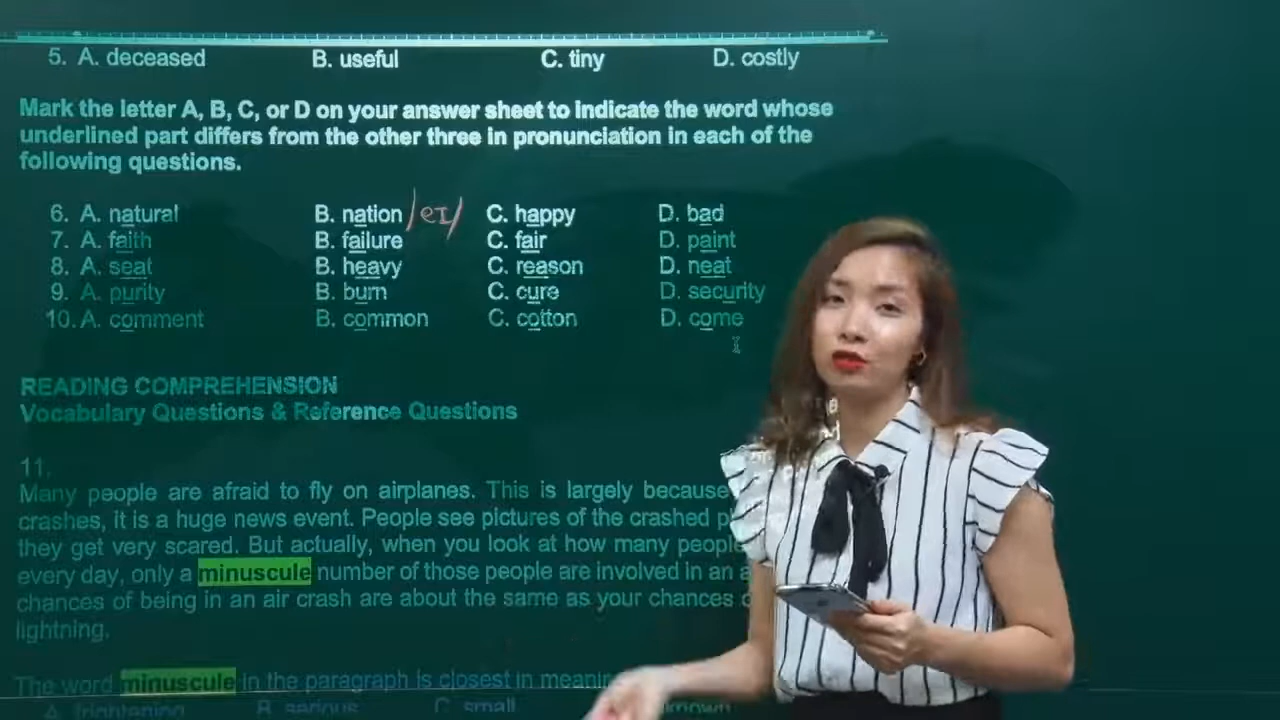 5. A. deceased B. useful C. tiny D. costly
Mark the letter A, B, C, or D on your answer sheet to indicate the word whose
underlined part differs from the other three in pronunciation in each of the
following questions.
6. A. natural B. nation /eɪ/ C. happy D. bad
7. A. faith B. failure C. fair D. paint
8. A. seat B. heavy C. reason D. neat
9. A. purity B. burn C. cure D. security
10. A. comment B. common C. cotton D. come
READING COMPREHENSION
Vocabulary Questions & Reference Questions
11.
Many people are afraid to fly on airplanes. This is largely because
crashes, it is a huge news event. People see pictures of the crashed
they get very scared. But actually, when you look at how many people
every day, only a minuscule number of those people are involved in an
chances of being in an air crash are about the same as your chances
lightning.
The word minuscule in the paragraph is closest in
A. frightening B. serious C. small